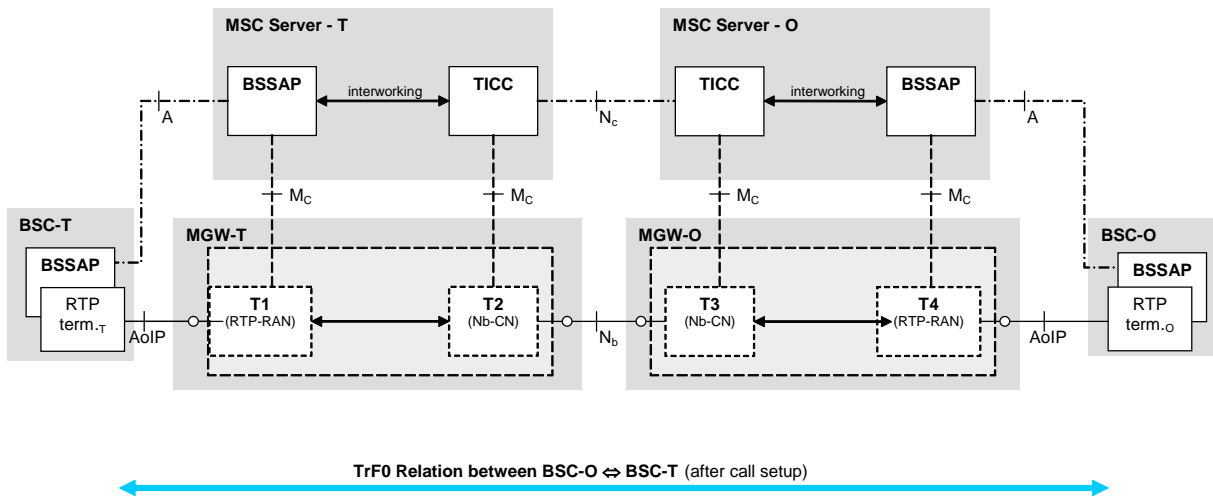 MSC Server - T
MSC Server - O
BSSAP
interworking
TICC
TICC
interworking
BSSAP
A
Nc
A
MC
MC
MC
MC
BSC-T
MGW-T
MGW-O
BSC-O
BSSAP
BSSAP
RTP
term.T
T1
(RTP-RAN)
T2
(Nb-CN)
T3
(Nb-CN)
T4
(RTP-RAN)
RTP
term.O
AoIP
Nb
AoIP
TrF0 Relation between BSC-O ⇔ BSC-T (after call setup)